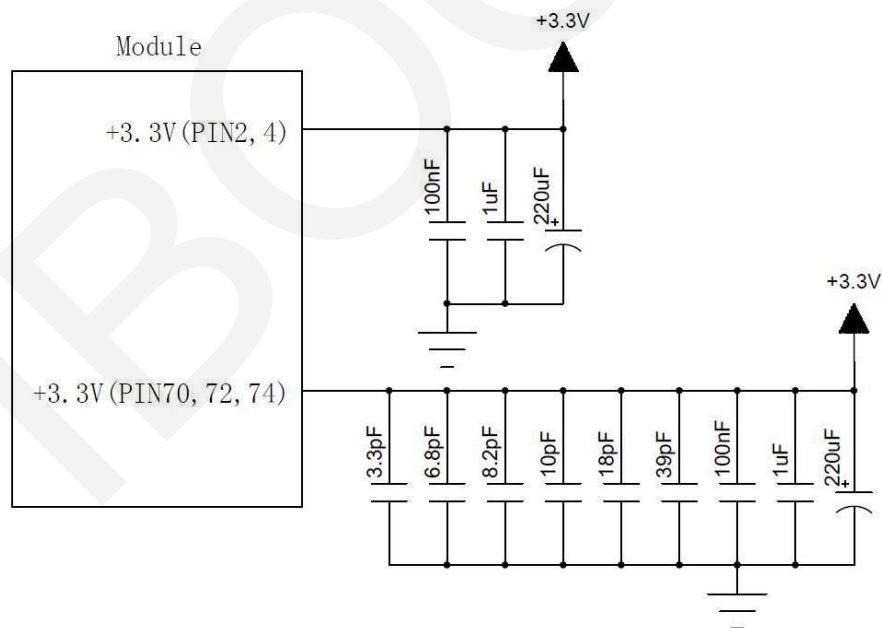 +3.3V
Module
+3.3V(PIN2,4)
100nF
1uF
220uF
+
+3.3V
+3.3V(PIN70,72,74)
3.3pF
6.8pF
8.2pF
10pF
18pF
39pF
100nF
1uF
220uF
+